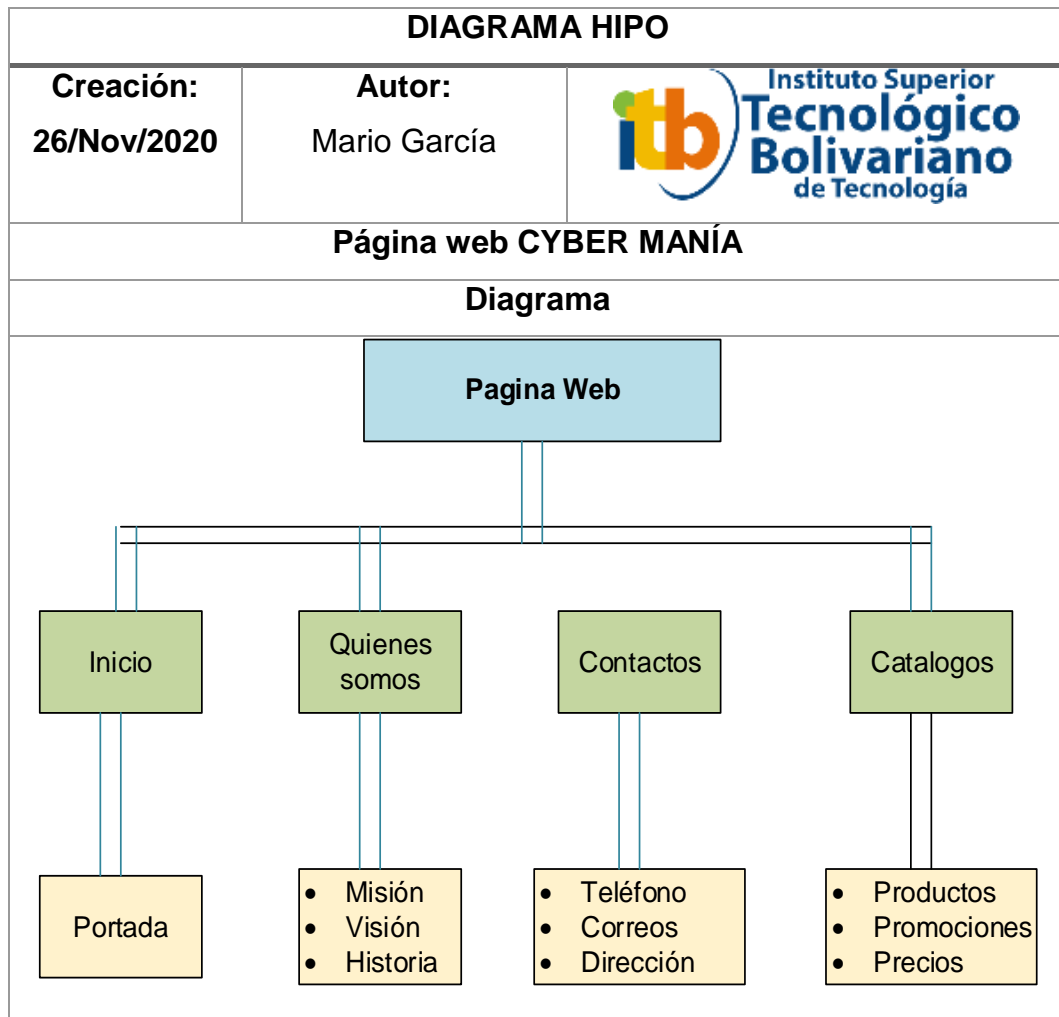 DIAGRAMA HIPO
Creación:
26/Nov/2020
Autor:
Mario García
itb
Instituto Superior
Tecnológico
Bolivariano
de Tecnología
Página web CYBER MANÍA
Diagrama
Pagina Web
Inicio
Quienes
somos
Contactos
Catalogos
Portada
• Misión
• Visión
• Historia
• Teléfono
• Correos
• Dirección
• Productos
• Promociones
• Precios